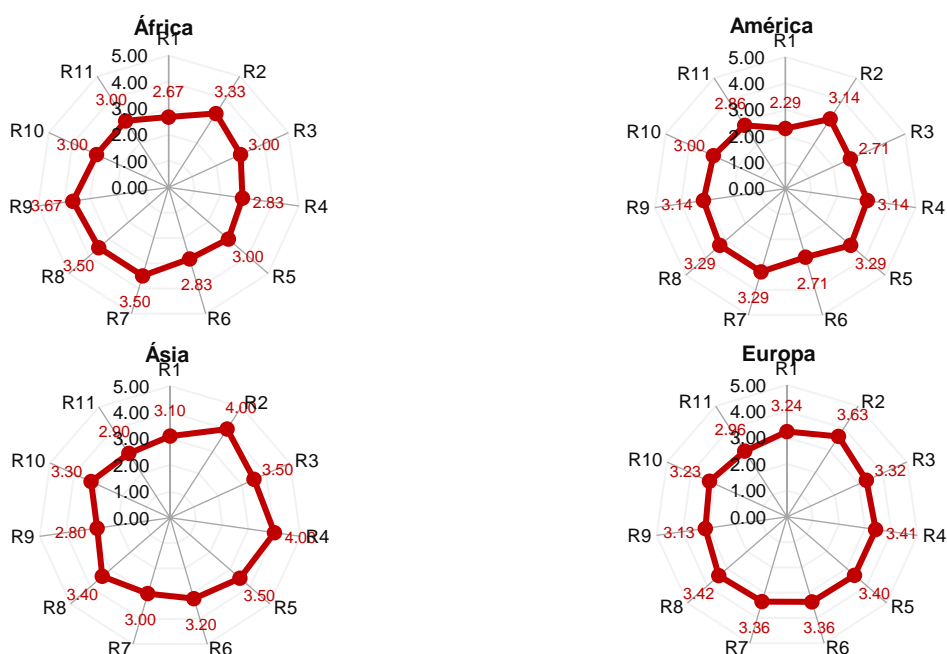 África
R1
5.00
R11
R2
4.00
3.00
2.67
3.33
3.00
R10
R3
3.00
2.00
3.00
1.00
0.00
R9
3.67
2.83
R4
3.50
3.00
R8
R5
3.50
2.83
R7
R6
América
R1
5.00
R11
R2
4.00
2.86
3.00
2.29
3.14
R10
R3
3.00
2.00
2.71
1.00
R9
3.14
0.00
3.14
R4
3.29
3.29
R8
R5
3.29
2.71
R7
R6
Ásia
R1
5.00
R11
R2
4.00
3.10
4.00
2.90
3.00
R10
R3
3.30
2.00
3.50
1.00
0.00
R9
2.80
4.00
R4
3.40
3.50
R8
R5
3.00
3.20
R7
R6
Europa
R1
5.00
R11
R2
4.00
3.24
3.63
2.96
3.00
R10
R3
3.23
2.00
3.32
1.00
0.00
R9
3.13
3.41
R4
3.42
3.40
R8
R5
3.36
3.36
R7
R6